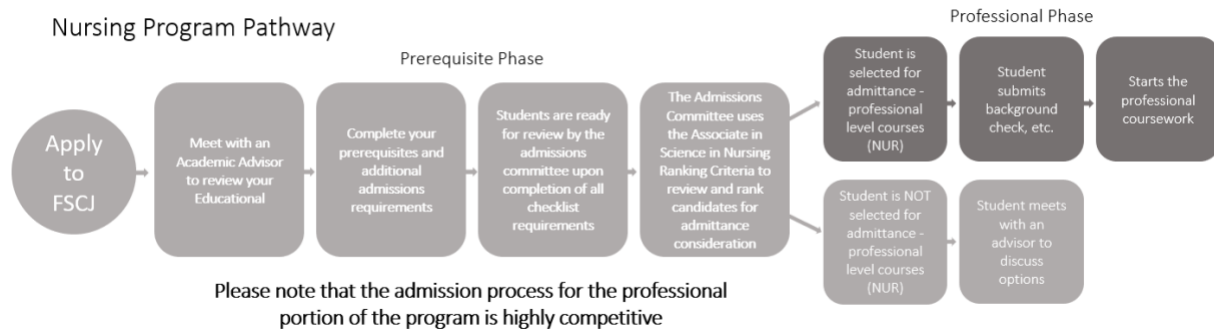 Nursing Program Pathway
Prerequisite Phase
Professional Phase
Apply
to
FSCJ
Meet with an
Academic Advisor
to review your
Educational
Complete your
prerequisites and
additional
admissions
requirements
Students are ready
for review by the
admissions
committee upon
completion of all
checklist
requirements
The Admissions
Committee uses
the Associate in
Science in Nursing
Ranking Criteria to
review and rank
candidates for
admittance
consideration
Student is
selected for
admittance -
professional
level courses
(NUR)
Student
submits
background
check, etc.
Starts the
professional
coursework
Student is NOT
selected for
admittance -
professional
level courses
(NUR)
Student meets
with an
advisor to
discuss
options
Please note that the admission process for the professional
portion of the program is highly competitive